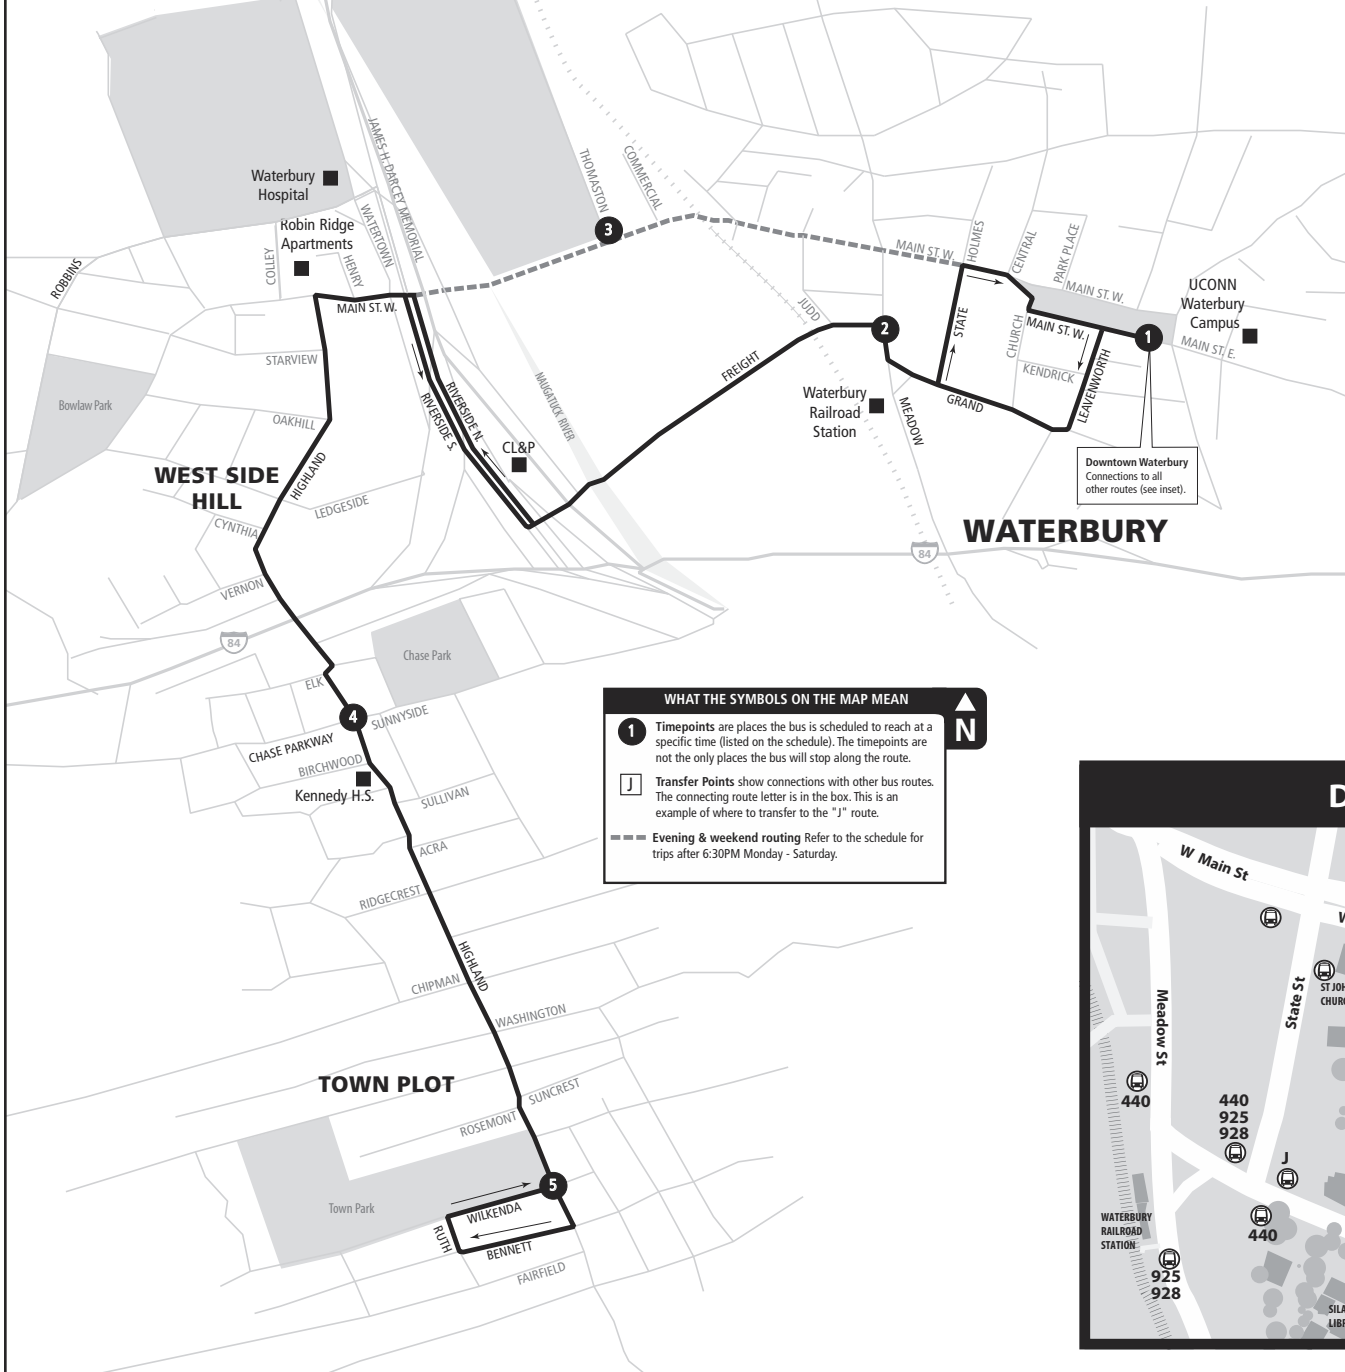 JAMES H. DARCEY MEMORIAL
THOMASTON
COMMERCIAL
Waterbury
Hospital
Robin Ridge
Apartments
COLLEY
HENRY
WATERTOWN
ROBBINS
3
MAIN ST. W.
HOLMES
CENTRAL
PARK PLACE
MAIN ST. W.
UCONN
Waterbury
Campus
MAIN ST. W.
JUDD
2
STATE
CHURCH
MAIN ST. W.
1
MAIN ST. E.
STARVIEW
FREIGHT
KENDRICK
LEAVENWORTH
Bowlaw Park
OAKHILL
RIVERSIDE N.
RIVERSIDE S.
NAUGATUCK RIVER
Waterbury
Railroad
Station
MEADOW
GRAND
CL&P
WEST SIDE
HILL
HIGHLAND
LEDGESIDE
CYNTHIA
Downtown Waterbury
Connections to all
other routes (see inset).
WATERBURY
84
VERNON
84
Chase Park
ELK
4
SUNNYSIDE
CHASE PARKWAY
BIRCHWOOD
Kennedy H.S.
SULLIVAN
ACRA
RIDGECREST
WHAT THE SYMBOLS ON THE MAP MEAN
N
1
Timepoints are places the bus is scheduled to reach at a
specific time (listed on the schedule). The timepoints are
not the only places the bus will stop along the route.
J
Transfer Points show connections with other bus routes.
The connecting route letter is in the box. This is an
example of where to transfer to the "J" route.
Evening & weekend routing Refer to the schedule for
trips after 6:30PM Monday - Saturday.
HIGHLAND
CHIPMAN
WASHINGTON
TOWN PLOT
SUNCREST
ROSEMONT
5
Town Park
WILKENDA
RUTH
BENNETT
FAIRFIELD
D
W Main St
W
ST JOH
CHURC
State St
Meadow St
440
440
925
928
J
WATERBURY
RAILROAD
STATION
440
925
928
SILA
LIBR